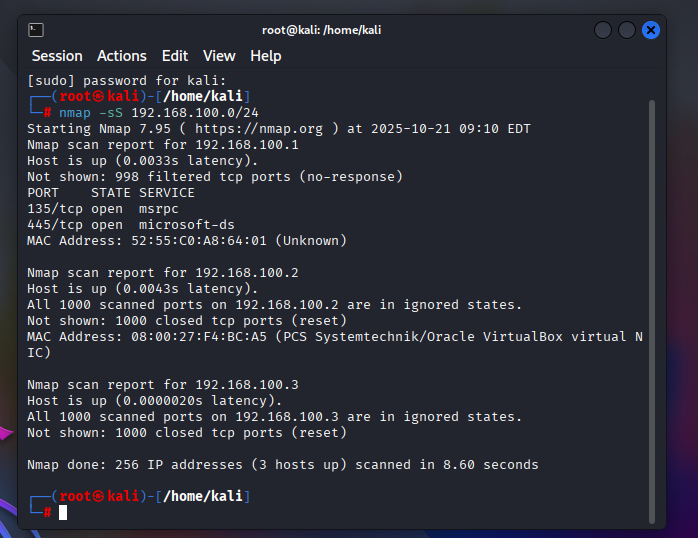 root@kali: /home/kali
Session Actions Edit View Help
[sudo] password for kali:
┌──(root㉿kali)-[/home/kali]
└─# nmap -sS 192.168.100.0/24
Starting Nmap 7.95 ( https://nmap.org ) at 2025-10-21 09:10 EDT
Nmap scan report for 192.168.100.1
Host is up (0.0033s latency).
Not shown: 998 filtered tcp ports (no-response)
PORT    STATE SERVICE
135/tcp open  msrpc
445/tcp open  microsoft-ds
MAC Address: 52:55:C0:A8:64:01 (Unknown)

Nmap scan report for 192.168.100.2
Host is up (0.0043s latency).
All 1000 scanned ports on 192.168.100.2 are in ignored states.
Not shown: 1000 closed tcp ports (reset)
MAC Address: 08:00:27:F4:BC:A5 (PCS Systemtechnik/Oracle VirtualBox virtual N
IC)

Nmap scan report for 192.168.100.3
Host is up (0.0000020s latency).
All 1000 scanned ports on 192.168.100.3 are in ignored states.
Not shown: 1000 closed tcp ports (reset)

Nmap done: 256 IP addresses (3 hosts up) scanned in 8.60 seconds

┌──(root㉿kali)-[/home/kali]
└─#